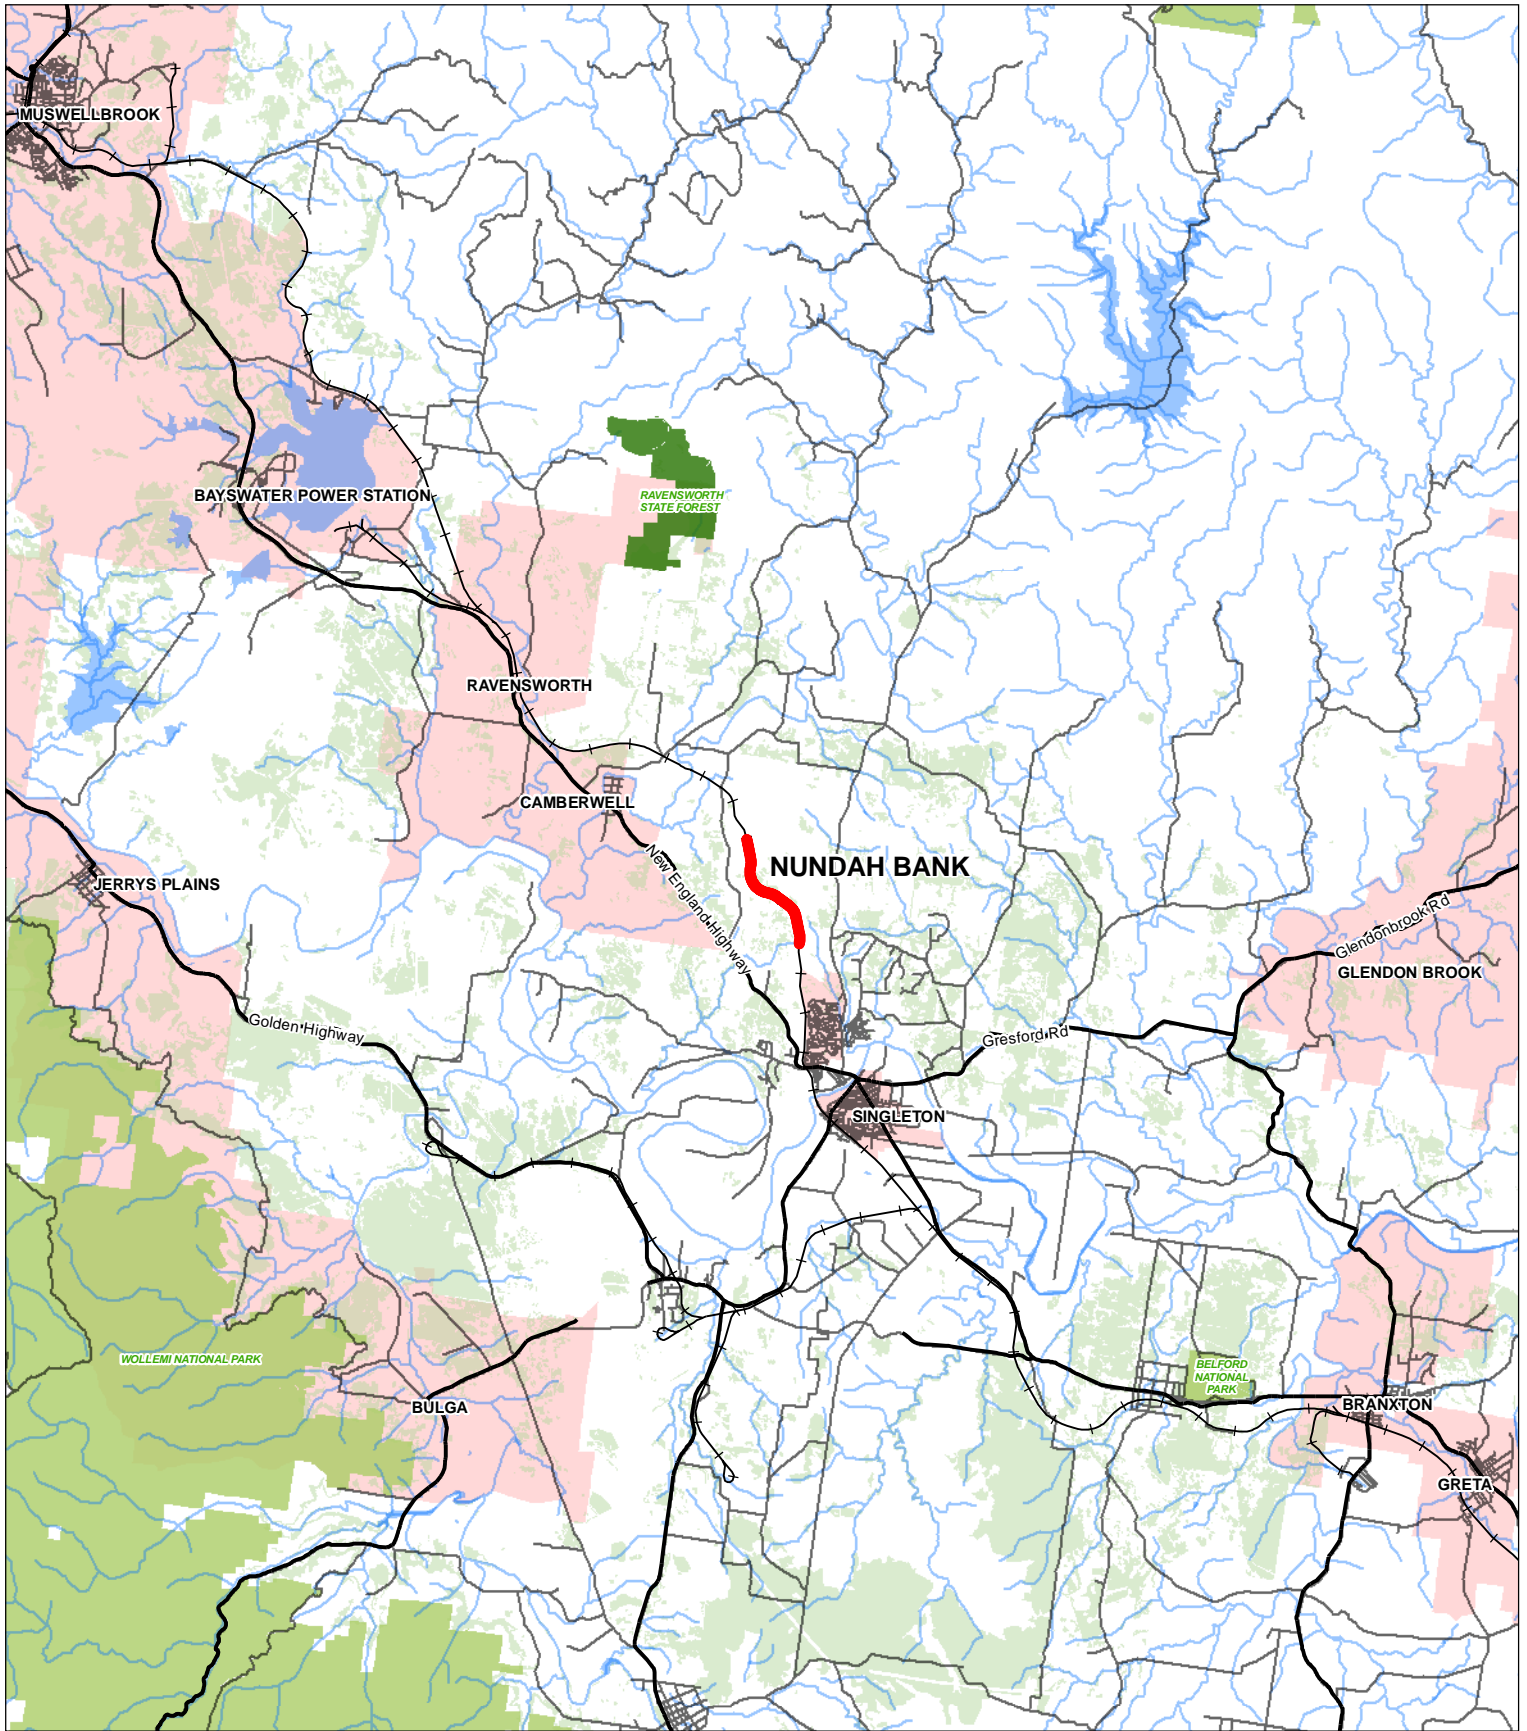 MUSWELLBROOK
BAYSWATER POWER STATION
RAVENSWORTH
STATE FOREST
RAVENSWORTH
CAMBERWELL
New England Highway
NUNDAH BANK
JERRYS PLAINS
Glendonbrook Rd
GLENDON BROOK
Golden Highway
Gresford Rd
SINGLETON
WOLLEMI NATIONAL PARK
BELFORD
NATIONAL
PARK
BULGA
BRANXTON
GRETA